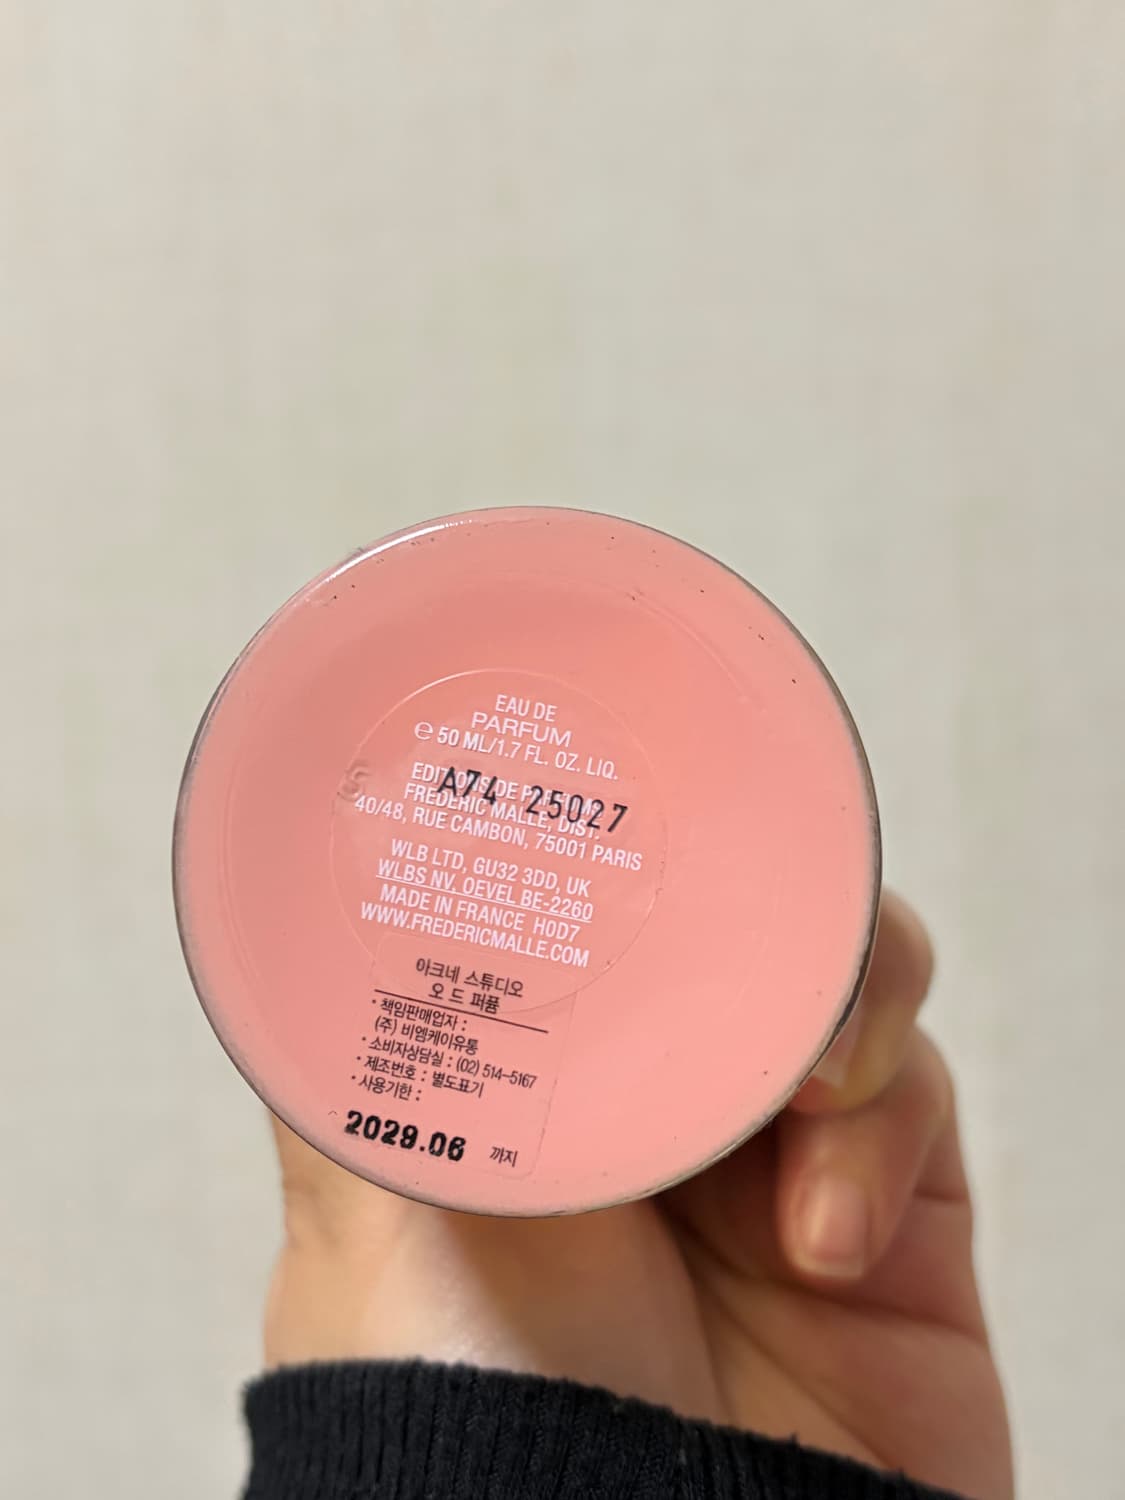 EAU DE
PARFUM
℮ 50 ML/1.7 FL. OZ. LIQ.
A74 25027
EDITIONS DE PARFUMS
FREDERIC MALLE, DIST.
40/48, RUE CAMBON, 75001 PARIS
WLB LTD, GU32 3DD, UK
WLBS NV, OEVEL BE-2260
MADE IN FRANCE H0D7
WWW.FREDERICMALLE.COM
아크네 스튜디오
오 드 퍼퓸
• 책임판매업자 :
(주) 비엠케이유통
• 소비자상담실 : (02) 514-5167
• 제조번호 : 별도표기
• 사용기한 :
2029.06 까지